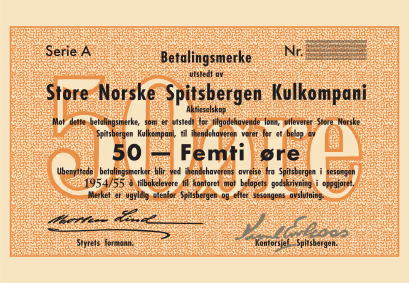 Serie A
Betalingsmerke
Nr.
utstedt av
Store Norske Spitsbergen Kulkompani
Aktieselskap
Mot dette betalingsmerke, som er utstedt for tilgodehavende lønn, utleverer Store Norske
Spitsbergen Kulkompani, til ihendehaveren varer for et beløp av
50 — Femti øre
Ubenyttede betalingsmerker blir ved ihendehaverens avreise fra Spitsbergen i sesongen
1954/55 å tilbakelevere til kontoret mot beløpets godskrivning i oppgjøret.
Merket er ugyldig utenfor Spitsbergen og efter sesongens avslutning.
Styrets formann.
Kontorsjef, Spitsbergen.
50 øre